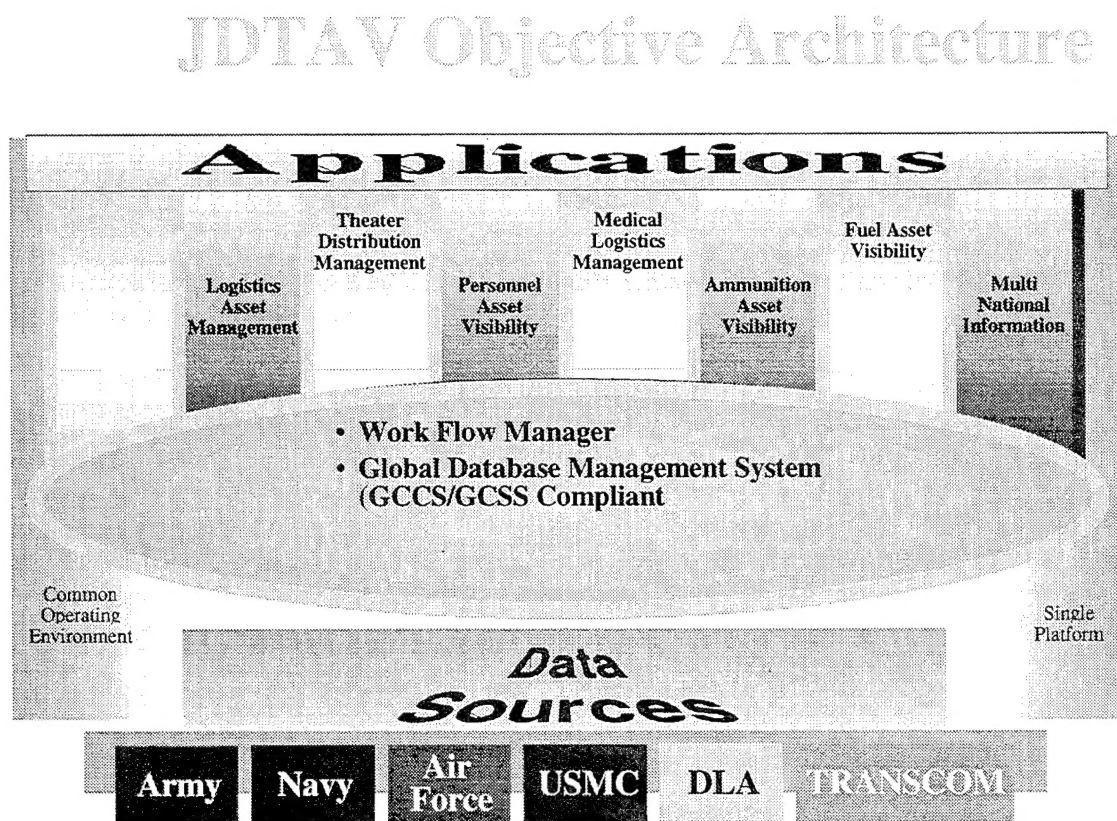 JDTAV Objective Architecture
Applications
Theater
Distribution
Management
Medical
Logistics
Management
Fuel Asset
Visibility
Logistics
Asset
Management
Personnel
Asset
Visibility
Ammunition
Asset
Visibility
Multi
National
Information
• Work Flow Manager
• Global Database Management System
(GCCS/GCSS Compliant
Common
Operating
Environment
Single
Platform
Data
Sources
Army
Navy
Air
Force
USMC
DLA
TRANSCOM